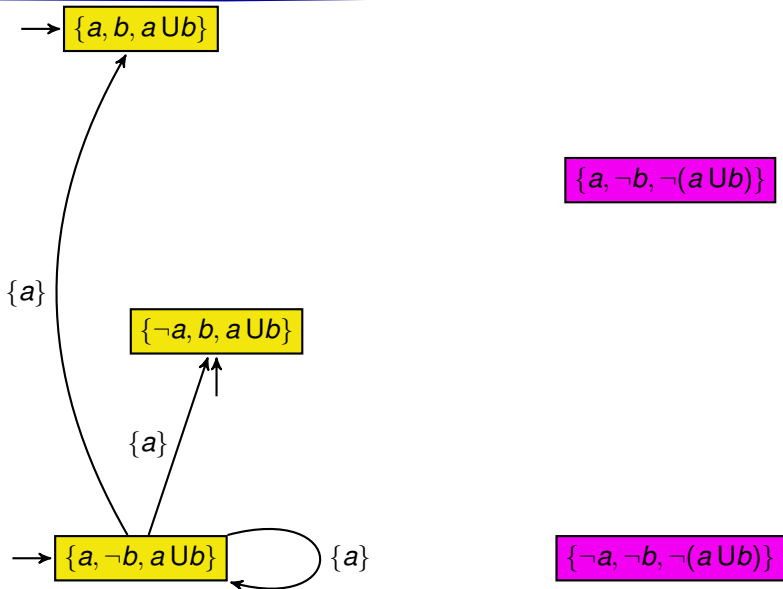 {a, b, a U b}
{a, ¬b, ¬(a U b)}
{a}
{¬a, b, a U b}
{a}
{a, ¬b, a U b}
{a}
{¬a, ¬b, ¬(a U b)}